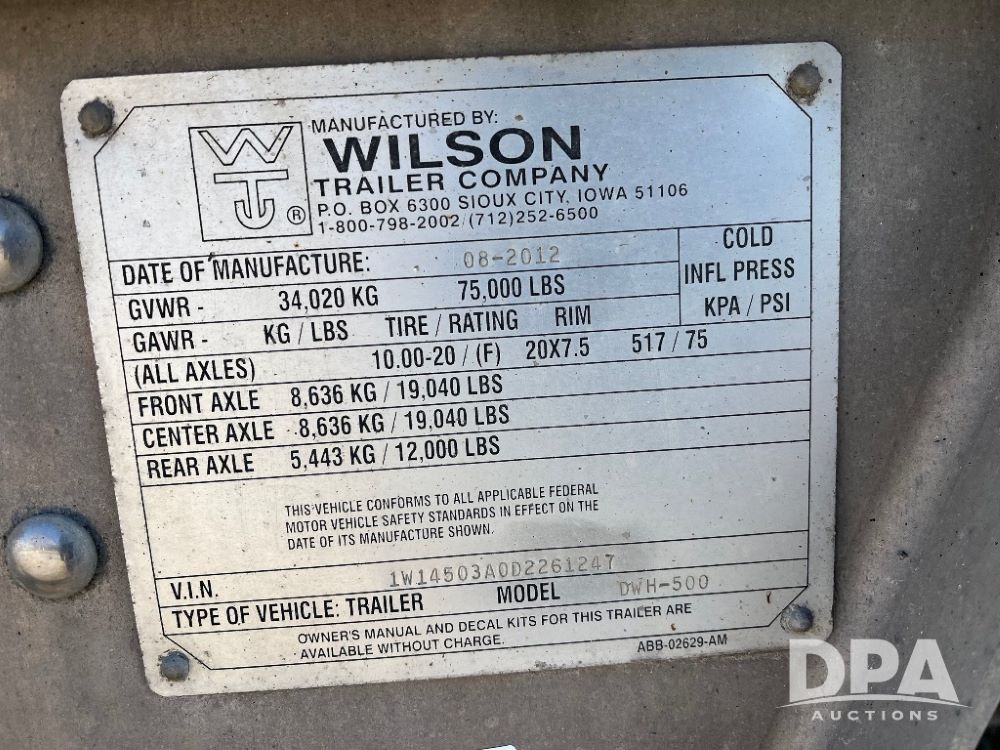 MANUFACTURED BY:
WILSON
TRAILER COMPANY
P.O. BOX 6300 SIOUX CITY, IOWA 51106
1-800-798-2002/(712)252-6500
WT ®
DATE OF MANUFACTURE: 08-2012
COLD
INFL PRESS
KPA / PSI
GVWR - 34,020 KG 75,000 LBS
GAWR - KG / LBS TIRE / RATING RIM
(ALL AXLES) 10.00-20 / (F) 20X7.5 517 / 75
FRONT AXLE 8,636 KG / 19,040 LBS
CENTER AXLE 8,636 KG / 19,040 LBS
REAR AXLE 5,443 KG / 12,000 LBS
THIS VEHICLE CONFORMS TO ALL APPLICABLE FEDERAL
MOTOR VEHICLE SAFETY STANDARDS IN EFFECT ON THE
DATE OF ITS MANUFACTURE SHOWN.
V.I.N. 1W14503A0D2261247
TYPE OF VEHICLE: TRAILER MODEL DWH-500
OWNER'S MANUAL AND DECAL KITS FOR THIS TRAILER ARE
AVAILABLE WITHOUT CHARGE.
ABB-02629-AM
DPA
AUCTIONS